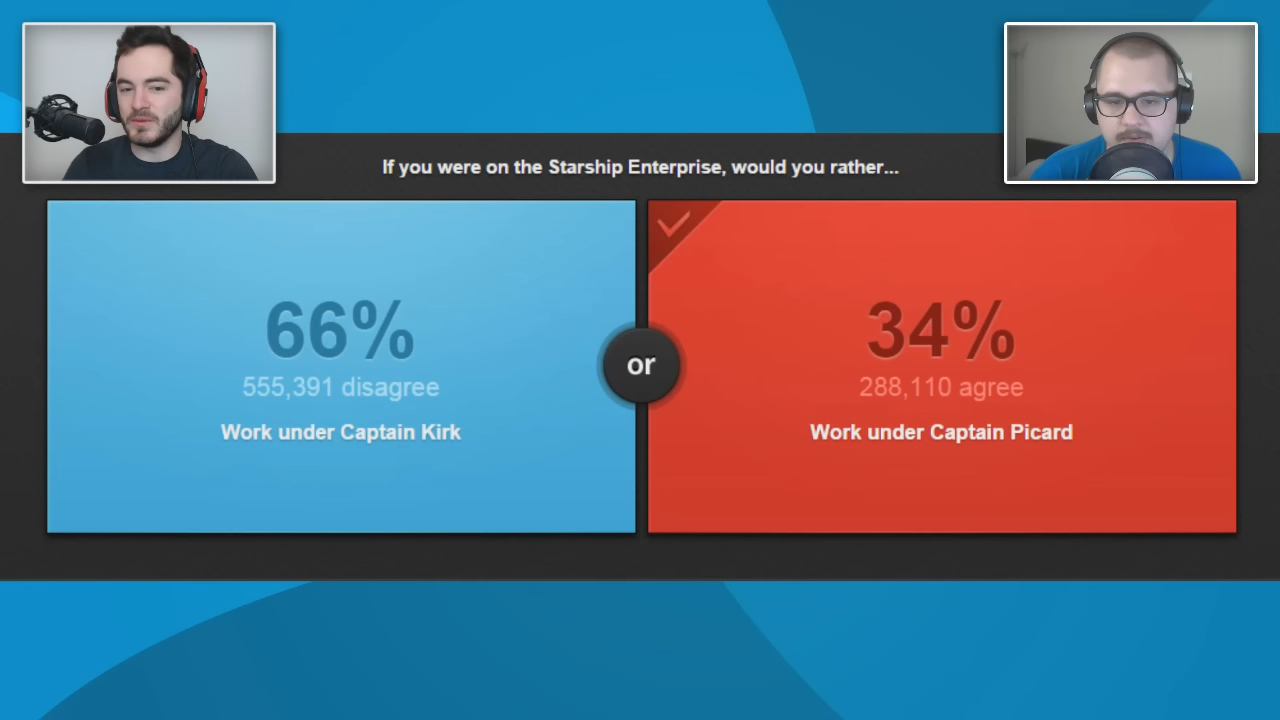 If you were on the Starship Enterprise, would you rather...
66%
555,391 disagree
Work under Captain Kirk
or
34%
288,110 agree
Work under Captain Picard